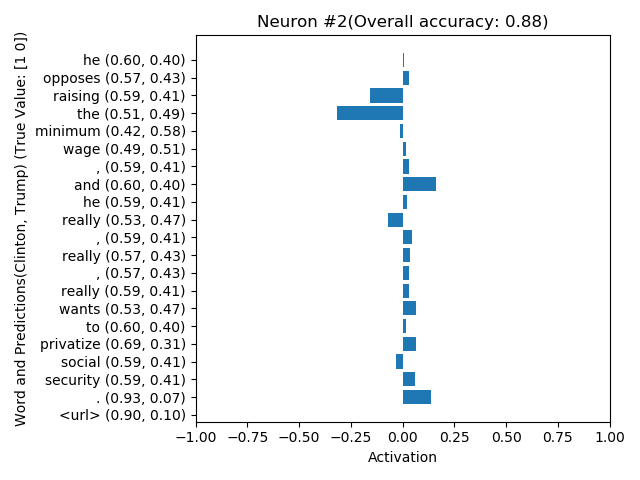 Neuron #2(Overall accuracy: 0.88)
Word and Predictions(Clinton, Trump) (True Value: [1 0])
he (0.60, 0.40)
opposes (0.57, 0.43)
raising (0.59, 0.41)
the (0.51, 0.49)
minimum (0.42, 0.58)
wage (0.49, 0.51)
, (0.59, 0.41)
and (0.60, 0.40)
he (0.59, 0.41)
really (0.53, 0.47)
, (0.59, 0.41)
really (0.57, 0.43)
, (0.57, 0.43)
really (0.59, 0.41)
wants (0.53, 0.47)
to (0.60, 0.40)
privatize (0.69, 0.31)
social (0.59, 0.41)
security (0.59, 0.41)
. (0.93, 0.07)
<url> (0.90, 0.10)
−1.00 −0.75 −0.50 −0.25 0.00 0.25 0.50 0.75 1.00
Activation